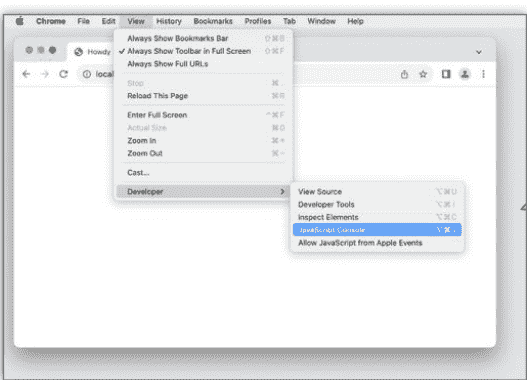 Chrome File Edit View History Bookmarks Profiles Tab Window Help
Always Show Bookmarks Bar ⇧⌘B
✓ Always Show Toolbar in Full Screen ⇧⌘F
Always Show Full URLs
Howdy
local
Stop ⌘.
Reload This Page ⌘R
Enter Full Screen ^⌘F
Actual Size ⌘0
Zoom In ⌘+
Zoom Out ⌘-
Cast...
Developer >
View Source ⌥⌘U
Developer Tools ⌥⌘I
Inspect Elements ⌥⌘C
JavaScript Console ⌥⌘
Allow JavaScript from Apple Events